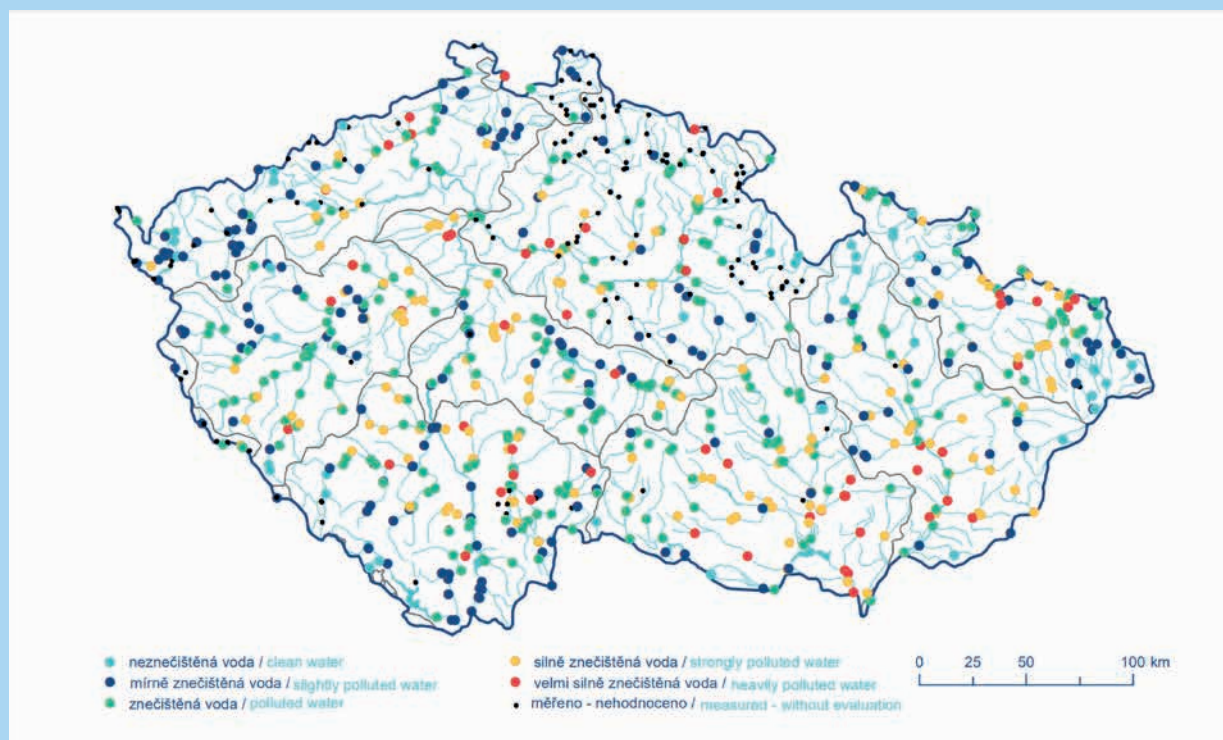 neznečištěná voda / clean water
mírně znečištěná voda / slightly polluted water
znečištěná voda / polluted water
silně znečištěná voda / strongly polluted water
velmi silně znečištěná voda / heavily polluted water
měřeno - nehodnoceno / measured - without evaluation
0 25 50 100 km